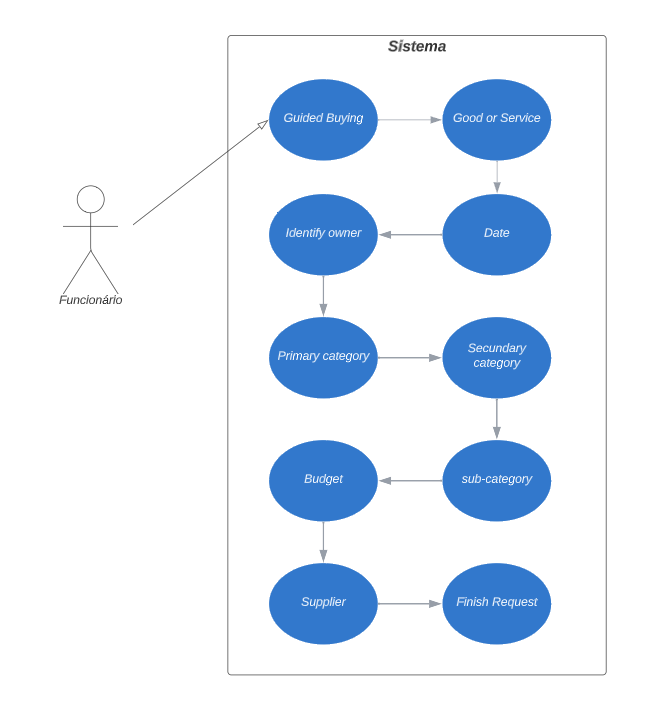 Sistema
Guided Buying
Good or Service
Identify owner
Date
Funcionário
Primary category
Secundary
category
Budget
sub-category
Supplier
Finish Request